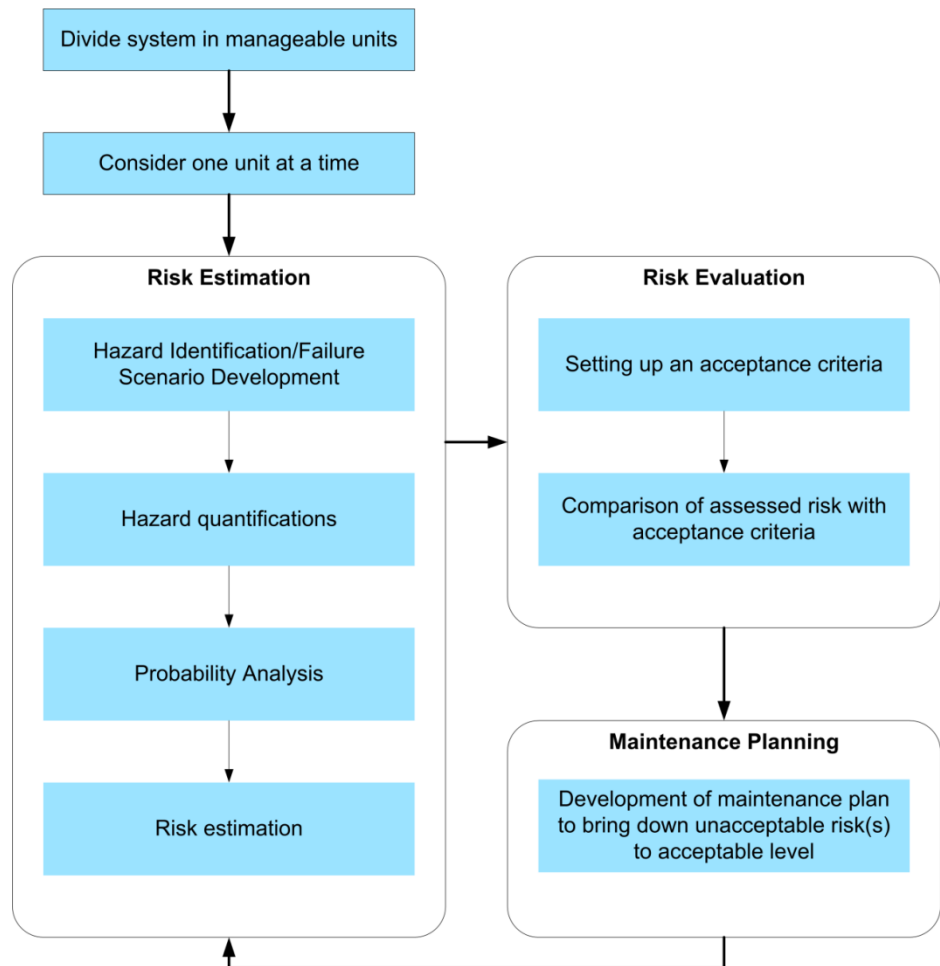 Divide system in manageable units
Consider one unit at a time
Risk Estimation
Hazard Identification/Failure
Scenario Development
Hazard quantifications
Probability Analysis
Risk estimation
Risk Evaluation
Setting up an acceptance criteria
Comparison of assessed risk with
acceptance criteria
Maintenance Planning
Development of maintenance plan
to bring down unacceptable risk(s)
to acceptable level